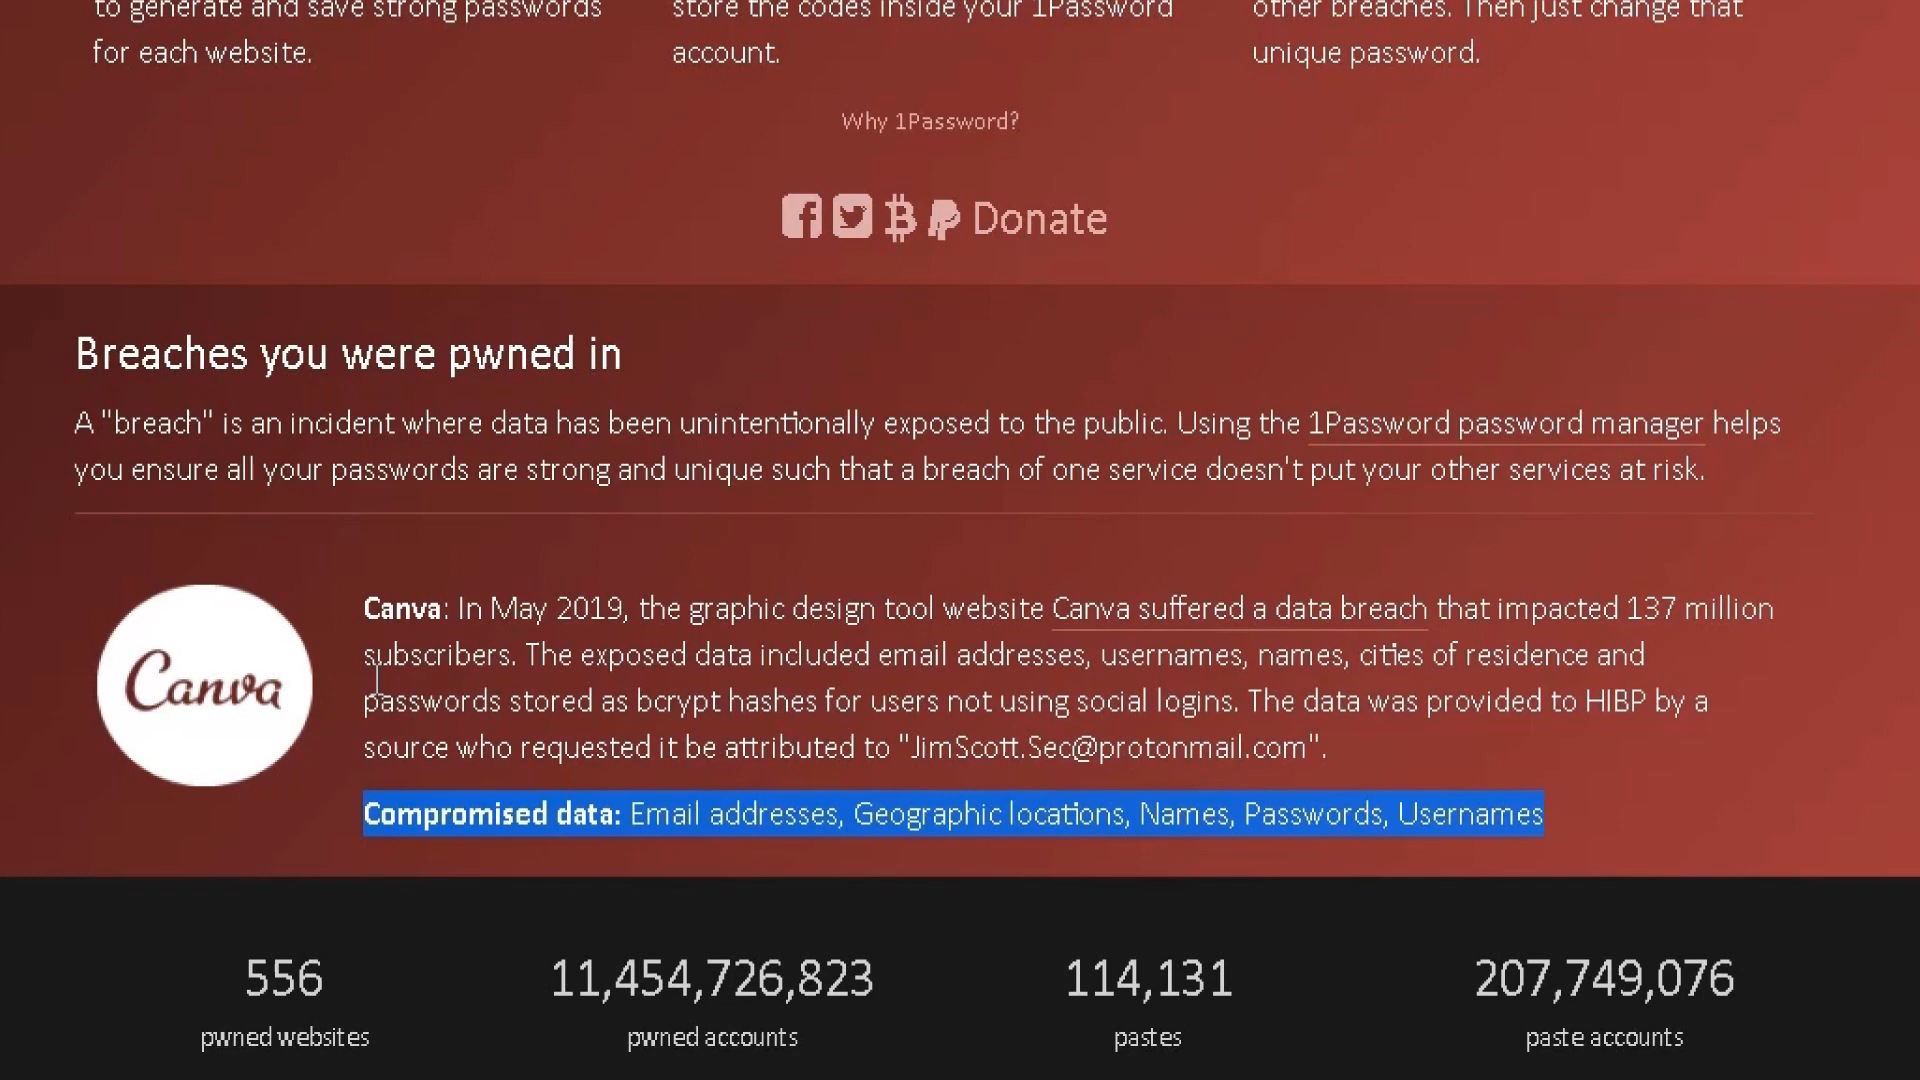 to generate and save strong passwords
for each website.
store the codes inside your 1Password
account.
other breaches. Then just change that
unique password.
Why 1Password?
Donate
Breaches you were pwned in
A "breach" is an incident where data has been unintentionally exposed to the public. Using the 1Password password manager helps
you ensure all your passwords are strong and unique such that a breach of one service doesn't put your other services at risk.
Canva
Canva: In May 2019, the graphic design tool website Canva suffered a data breach that impacted 137 million
subscribers. The exposed data included email addresses, usernames, names, cities of residence and
passwords stored as bcrypt hashes for users not using social logins. The data was provided to HIBP by a
source who requested it be attributed to "JimScott.Sec@protonmail.com".
Compromised data: Email addresses, Geographic locations, Names, Passwords, Usernames
556
pwned websites
11,454,726,823
pwned accounts
114,131
pastes
207,749,076
paste accounts